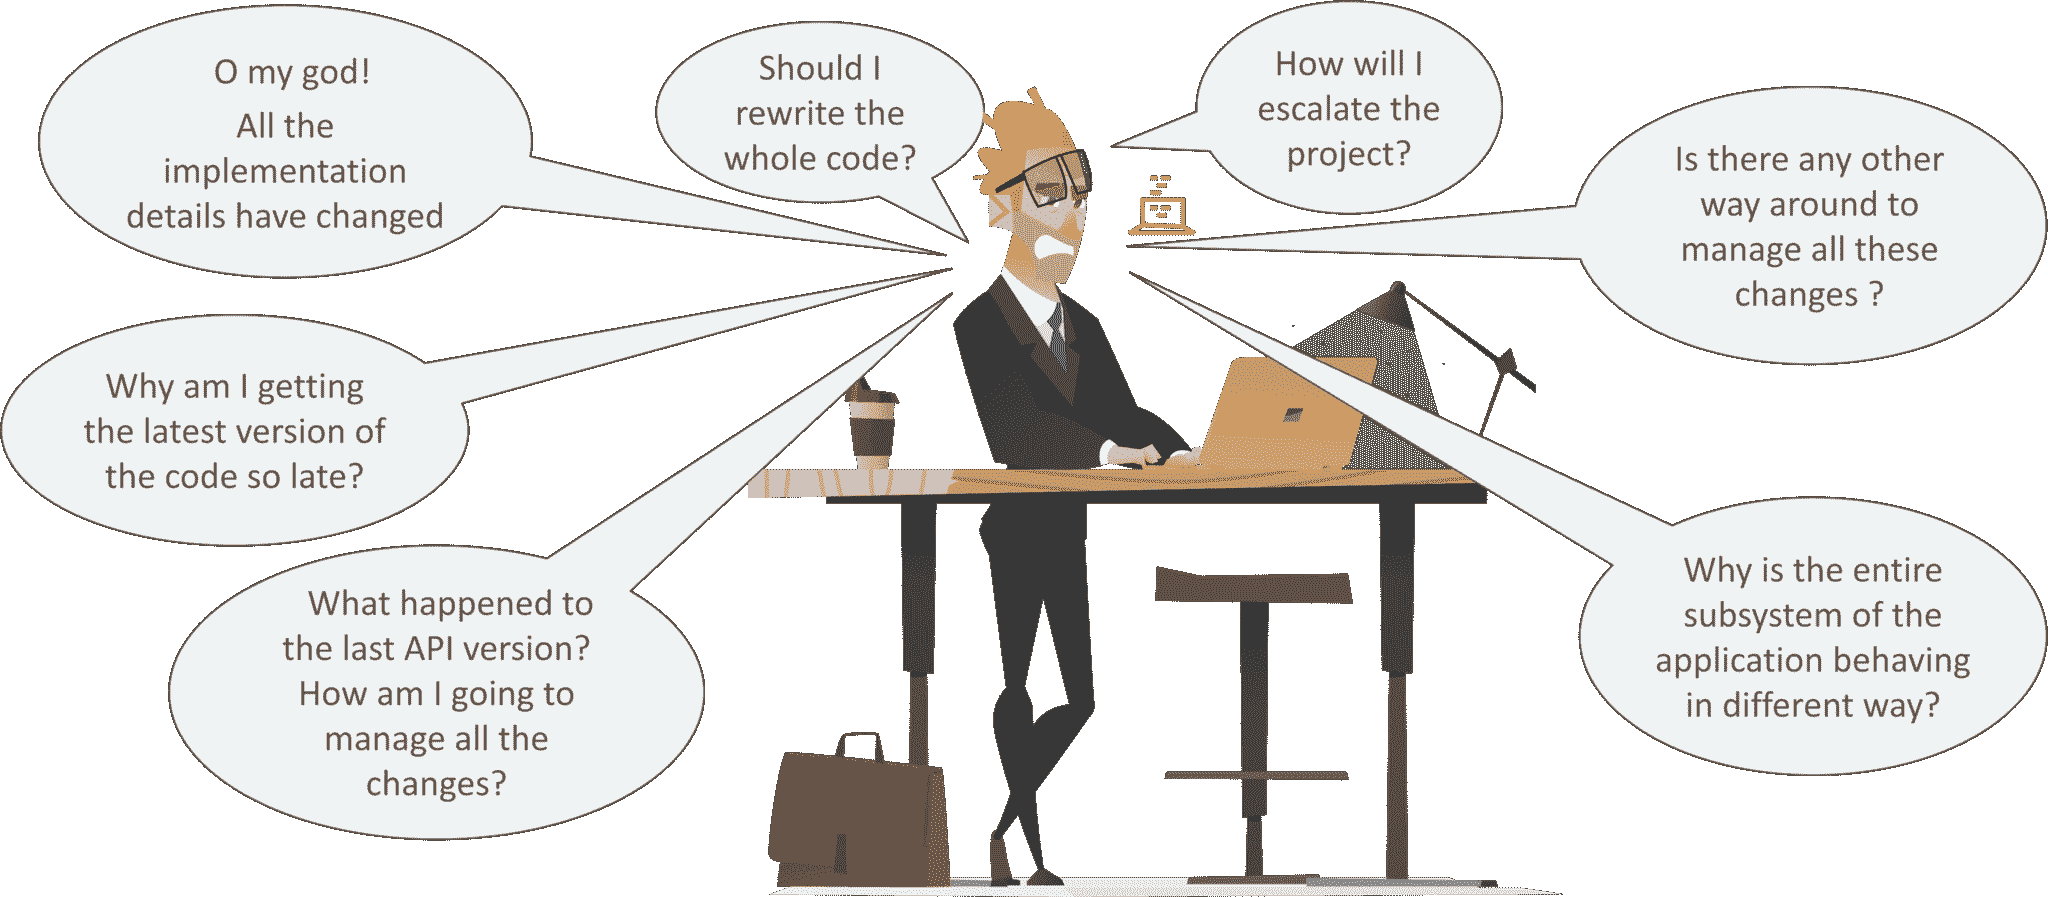 O my god!
All the
implementation
details have changed
Should I
rewrite the
whole code?
How will I
escalate the
project?
Is there any other
way around to
manage all these
changes ?
Why am I getting
the latest version of
the code so late?
What happened to
the last API version?
How am I going to
manage all the
changes?
Why is the entire
subsystem of the
application behaving
in different way?